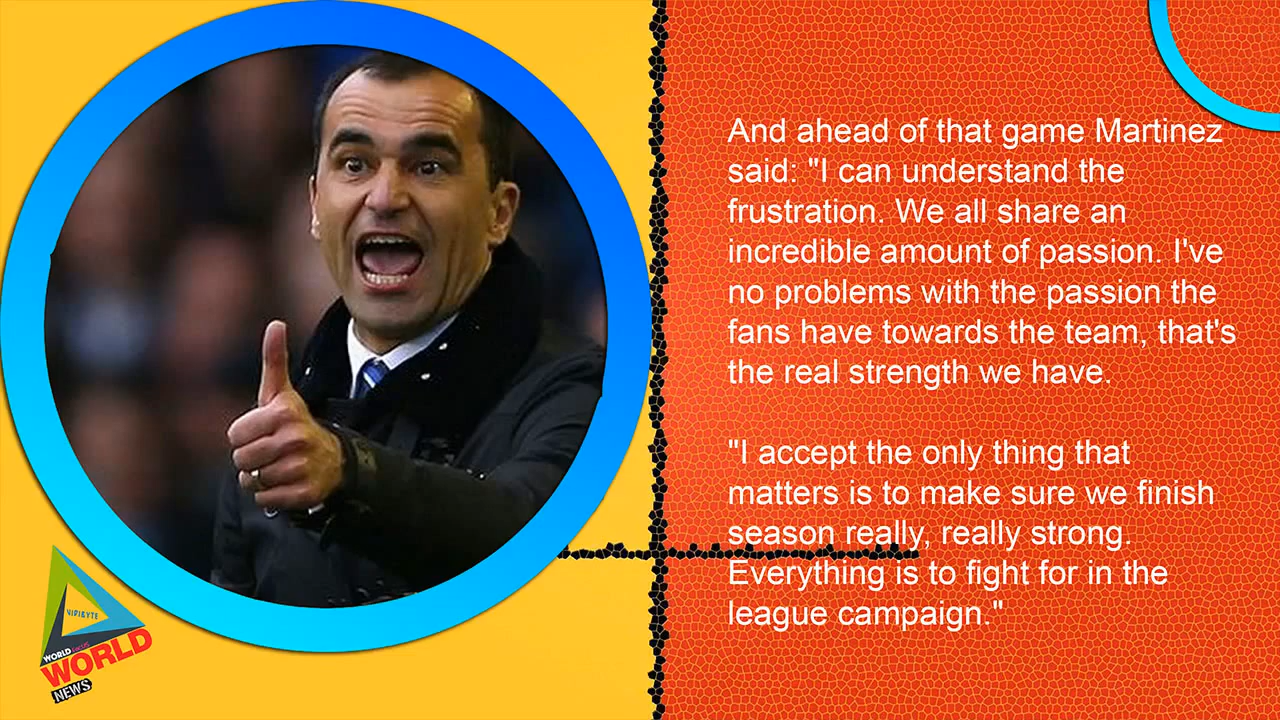 And ahead of that game Martinez
said: "I can understand the
frustration. We all share an
incredible amount of passion. I've
no problems with the passion the
fans have towards the team, that's
the real strength we have.
"I accept the only thing that
matters is to make sure we finish
season really, really strong.
Everything is to fight for in the
league campaign."
WORLD
WORLD
NEWS